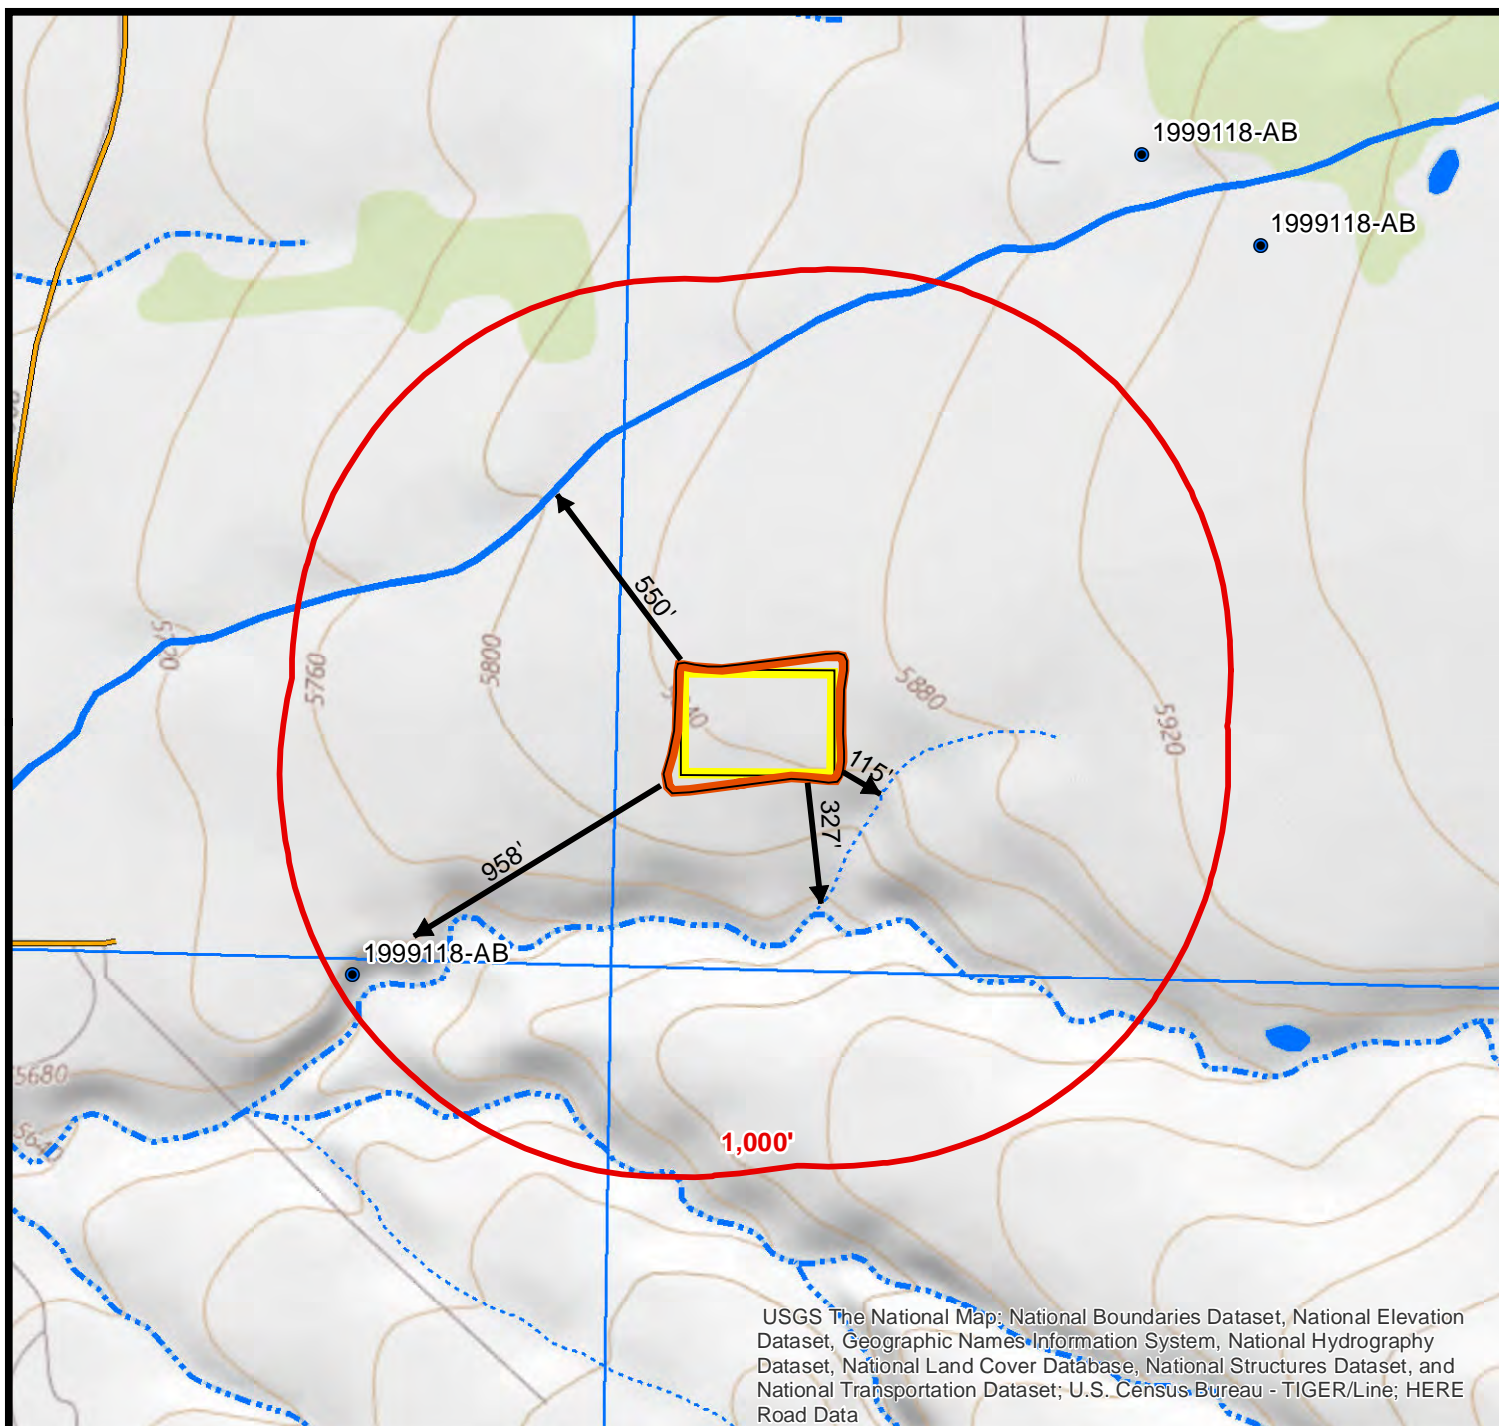 1999118-AB
1999118-AB
550'
5720
5760
5800
5880
5920
115'
327'
958'
1999118-AB
5680
1,000'
USGS The National Map: National Boundaries Dataset, National Elevation
Dataset, Geographic Names Information System, National Hydrography
Dataset, National Land Cover Database, National Structures Dataset, and
National Transportation Dataset; U.S. Census Bureau - TIGER/Line; HERE
Road Data